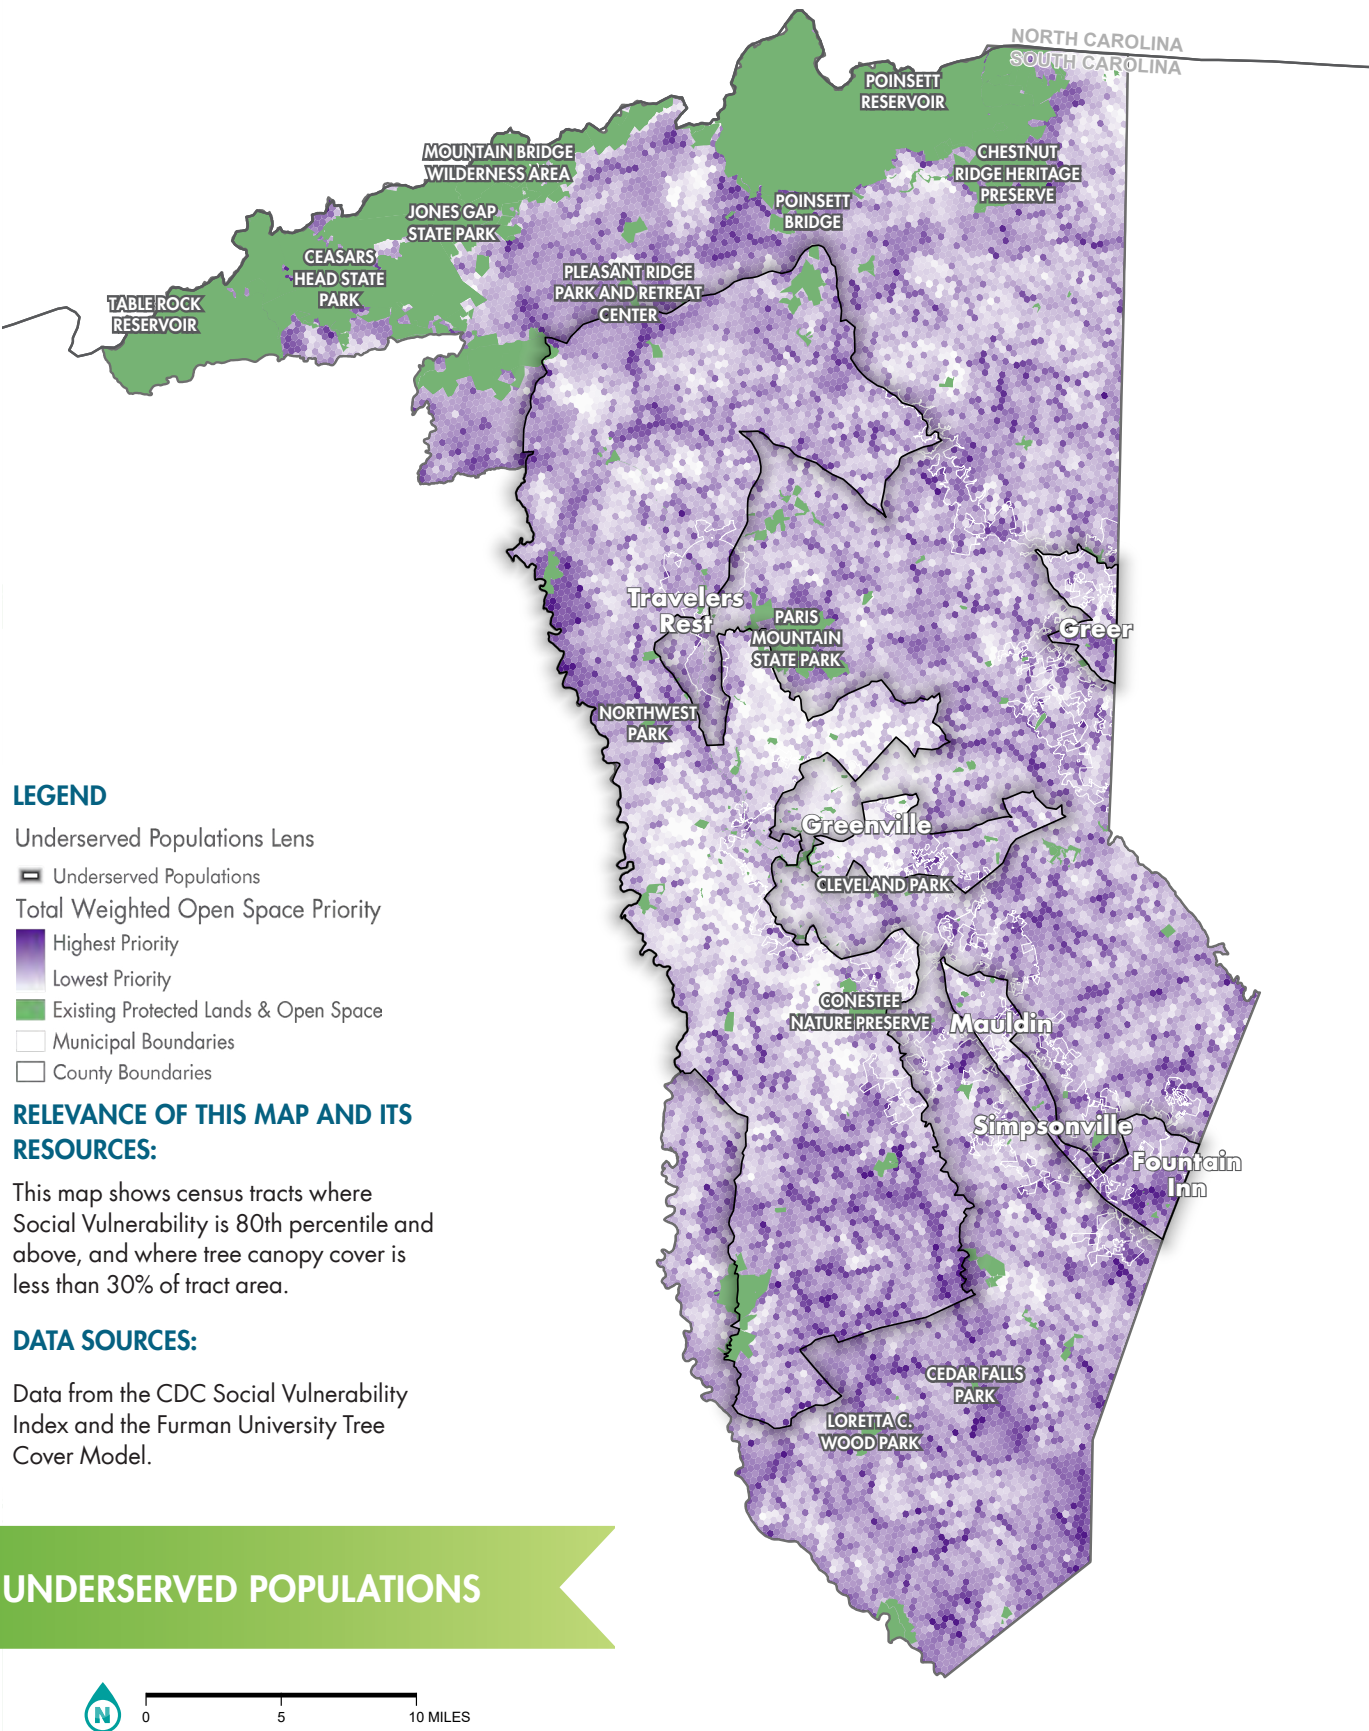 NORTH CAROLINA
SOUTH CAROLINA
POINSETT
RESERVOIR
MOUNTAIN BRIDGE
WILDERNESS AREA
CHESTNUT
RIDGE HERITAGE
PRESERVE
POINSETT
BRIDGE
JONES GAP
STATE PARK
CEASARS
HEAD STATE
PARK
PLEASANT RIDGE
PARK AND RETREAT
CENTER
TABLE ROCK
RESERVOIR
Travelers
Rest
PARIS
MOUNTAIN
STATE PARK
Greer
NORTHWEST
PARK
Greenville
CLEVELAND PARK
CONESTEE
NATURE PRESERVE
Mauldin
Simpsonville
Fountain
Inn
CEDAR FALLS
PARK
LORETTA C.
WOOD PARK
LEGEND
Underserved Populations Lens
Underserved Populations
Total Weighted Open Space Priority
Highest Priority
Lowest Priority
Existing Protected Lands & Open Space
Municipal Boundaries
County Boundaries
RELEVANCE OF THIS MAP AND ITS
RESOURCES:
This map shows census tracts where
Social Vulnerability is 80th percentile and
above, and where tree canopy cover is
less than 30% of tract area.
DATA SOURCES:
Data from the CDC Social Vulnerability
Index and the Furman University Tree
Cover Model.
UNDERSERVED POPULATIONS
N
0 5 10 MILES